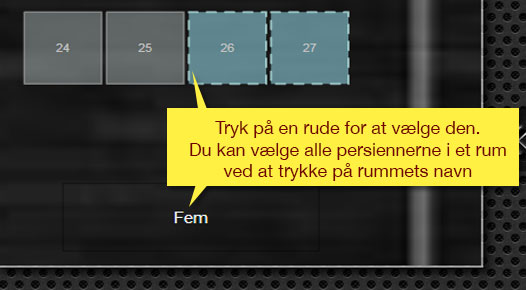 24 25 26 27
Tryk på en rude for at vælge den.
Du kan vælge alle persiennerne i et rum
ved at trykke på rummets navn
Fem